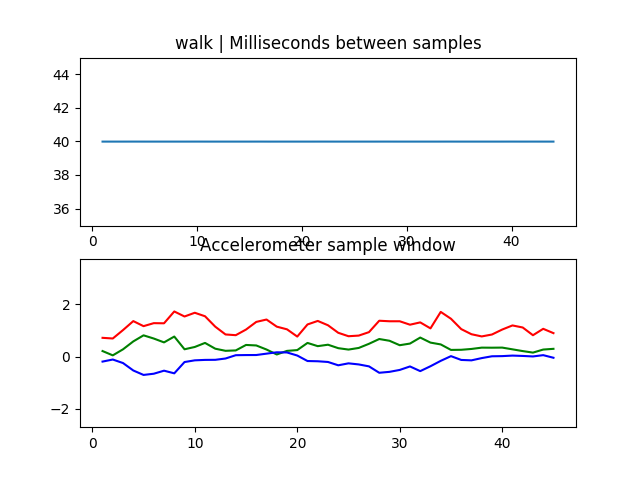 walk | Milliseconds between samples
44
42
40
38
36
0 10 20 30 40
Accelerometer sample window
2
0
−2
0 10 20 30 40